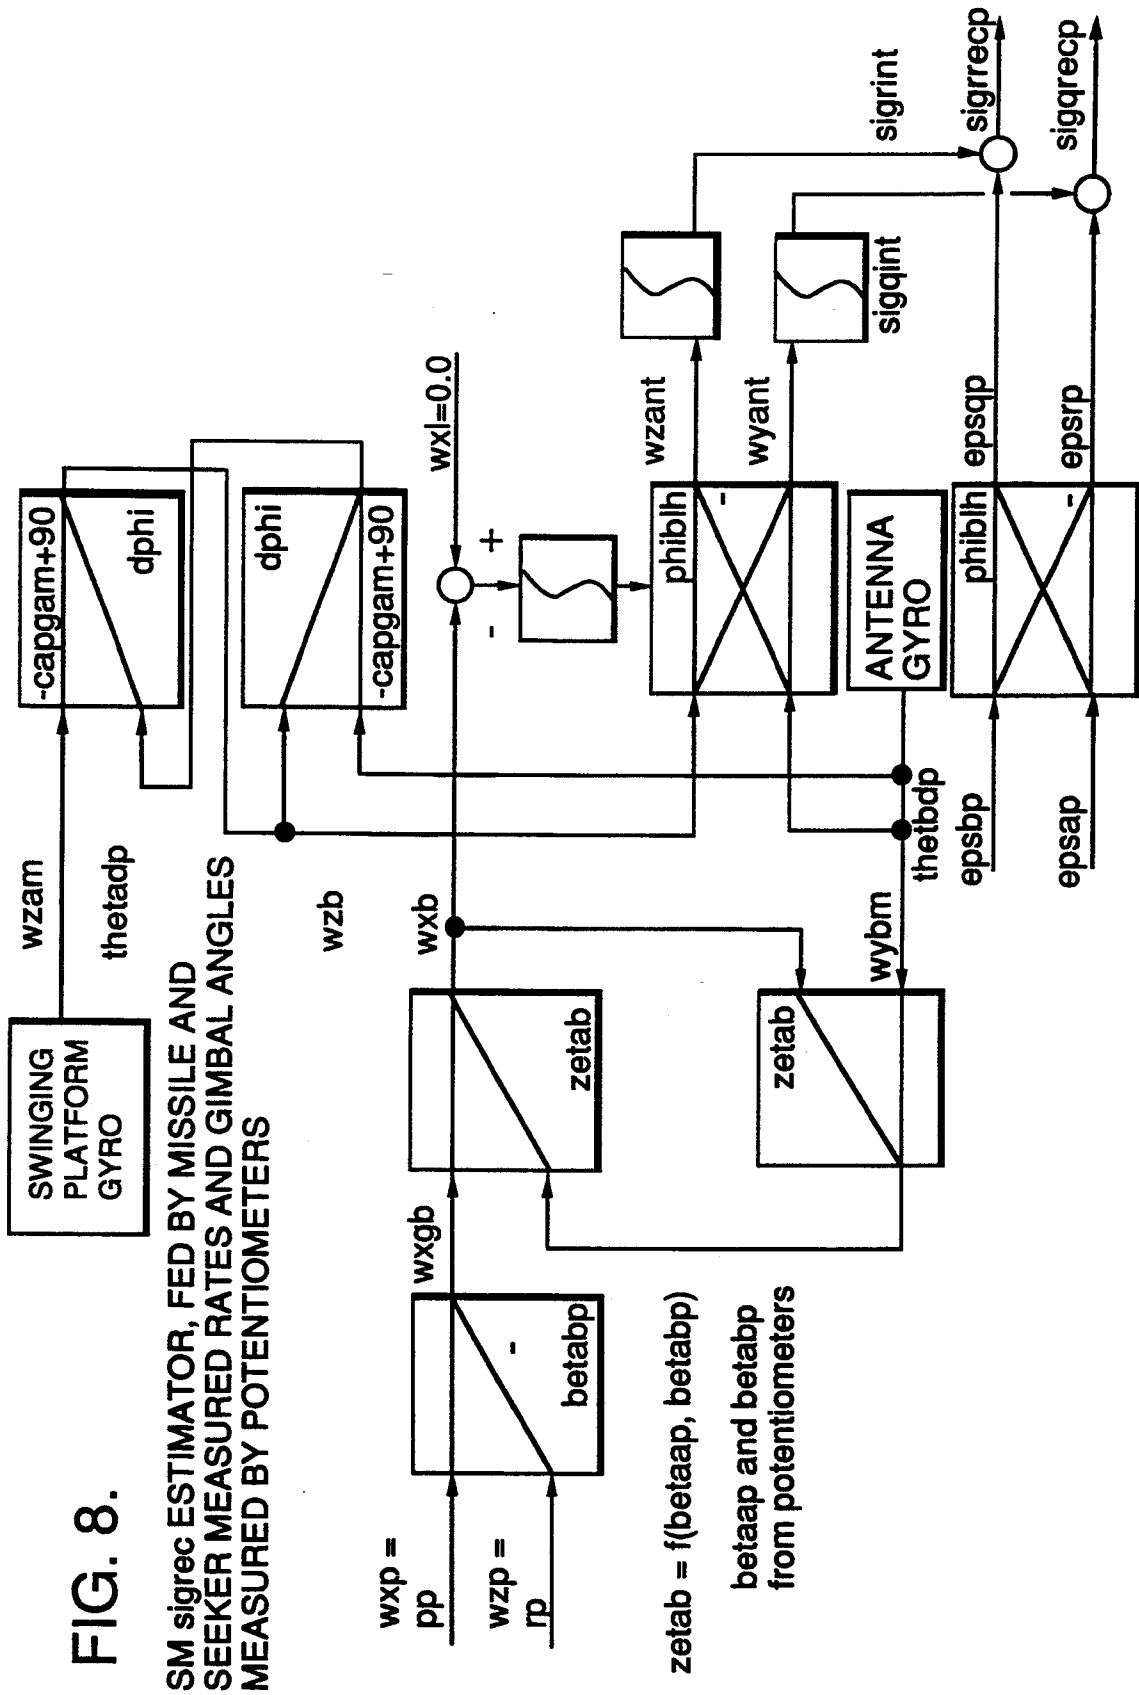 FIG. 8.
SM sigrec ESTIMATOR, FED BY MISSILE AND
SEEKER MEASURED RATES AND GIMBAL ANGLES
MEASURED BY POTENTIOMETERS
SWINGING
PLATFORM
GYRO
wzam
thetadp
-capgam+90
dphi
dphi
-capgam+90
wzb
wxp =
pp
wzp =
rp
betabp
-
wxgb
zetab
wxb
wxl=0.0
+
-
zetab
wybm
thetbdp
phiblh
-
wzant
wyant
sigqint
sigrint
ANTENNA
GYRO
epsbp
epsap
phiblh
-
epsqp
epsrp
sigrrecp
sigqrecp
zetab = f(betaap, betabp)
betaap and betabp
from potentiometers